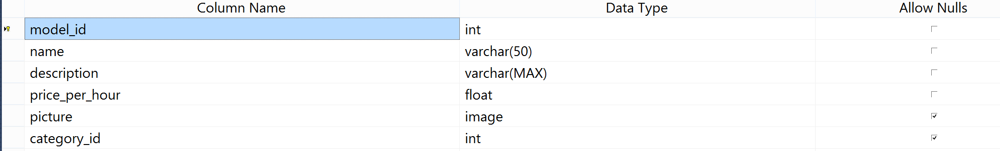 Column Name Data Type Allow Nulls
model_id int
name varchar(50)
description varchar(MAX)
price_per_hour float
picture image
category_id int